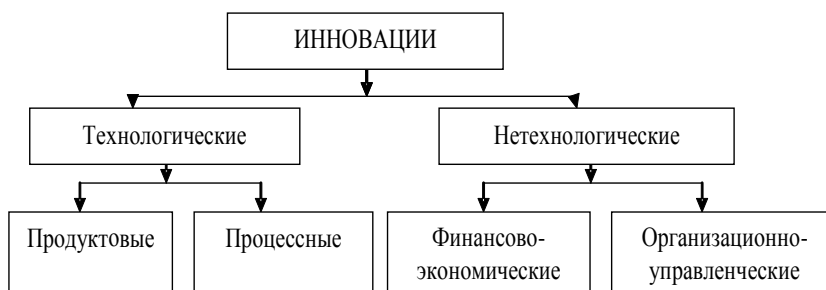 ИННОВАЦИИ
Технологические
Нетехнологические
Продуктовые
Процессные
Финансово-
экономические
Организационно-
управленческие